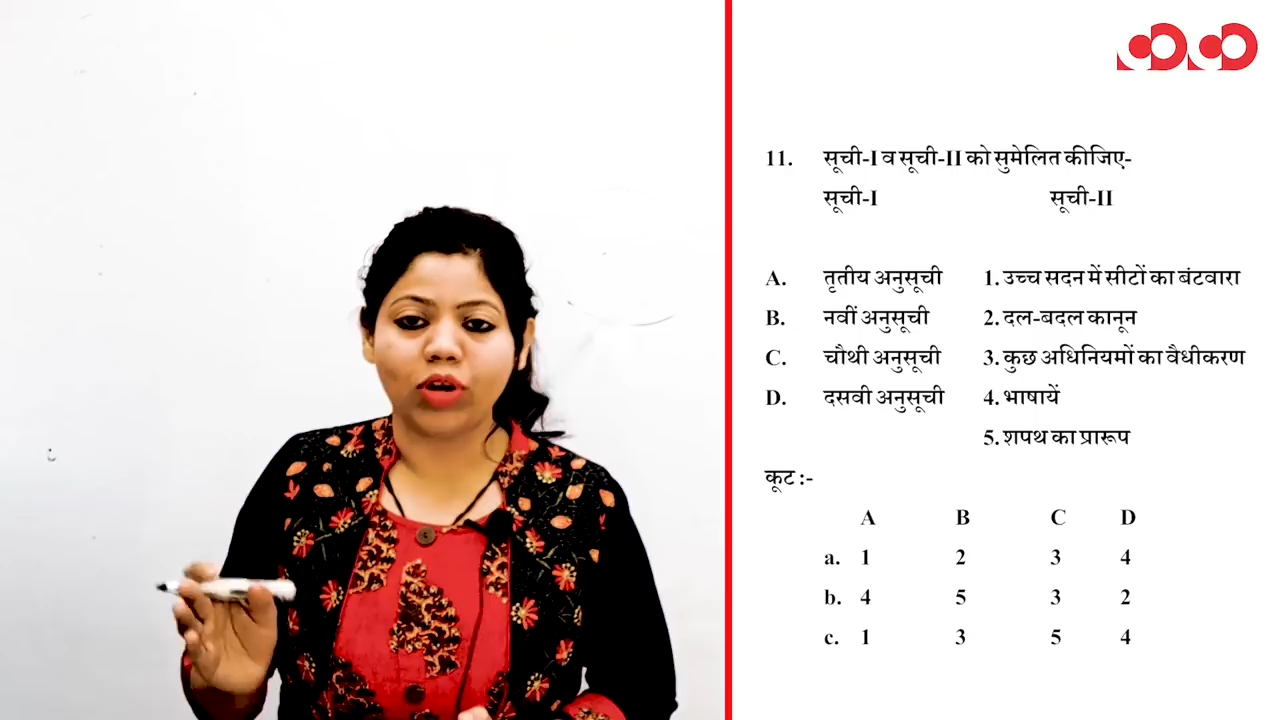 11. सूची-I व सूची-II को सुमेलित कीजिए-
सूची-I सूची-II
A. तृतीय अनुसूची 1. उच्च सदन में सीटों का बंटवारा
B. नवीं अनुसूची 2. दल-बदल कानून
C. चौथी अनुसूची 3. कुछ अधिनियमों का वैधीकरण
D. दसवी अनुसूची 4. भाषायें
5. शपथ का प्रारूप
कूट :-
A B C D
a. 1 2 3 4
b. 4 5 3 2
c. 1 3 5 4